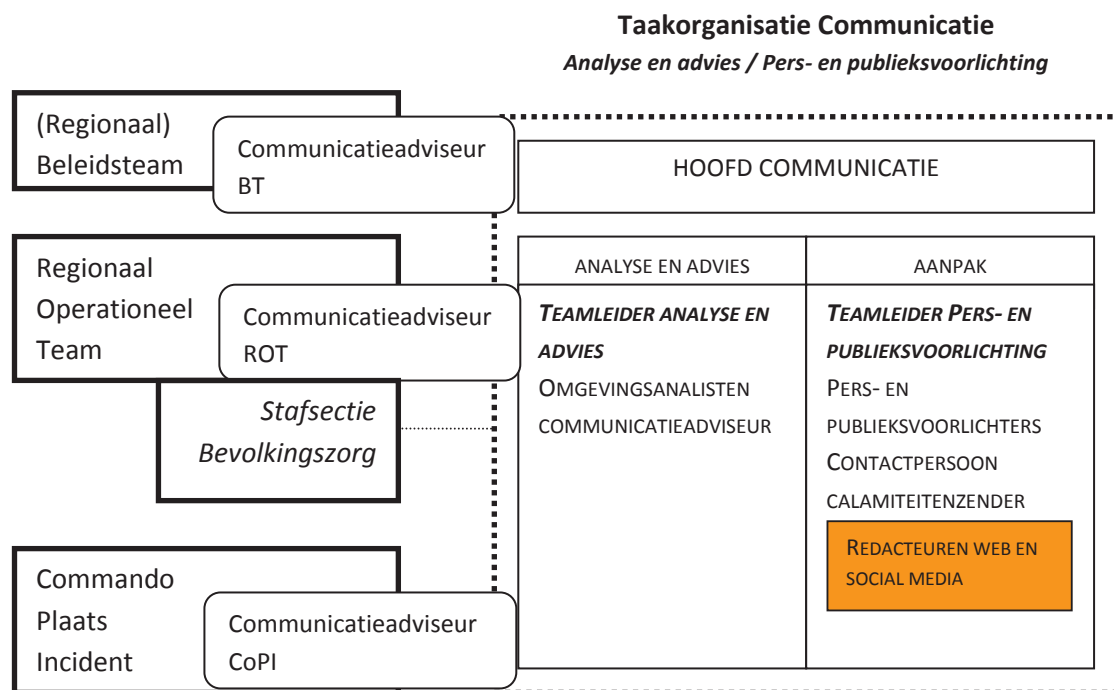 Taakorganisatie Communicatie
Analyse en advies / Pers- en publieksvoorlichting
(Regionaal)
Beleidsteam
Communicatieadviseur
BT
HOOFD COMMUNICATIE
Regionaal
Operationeel
Team
Communicatieadviseur
ROT
Stafsectie
Bevolkingszorg
ANALYSE EN ADVIES
TEAMLEIDER ANALYSE EN
ADVIES
OMGEVINGSANALISTEN
COMMUNICATIEADVISEUR
AANPAK
TEAMLEIDER PERS- EN
PUBLIEKSVOORLICHTING
PERS- EN
PUBLIEKSVOORLICHTERS
CONTACTPERSOON
CALAMITEITENZENDER
REDACTEUREN WEB EN
SOCIAL MEDIA
Commando
Plaats
Incident
Communicatieadviseur
CoPI